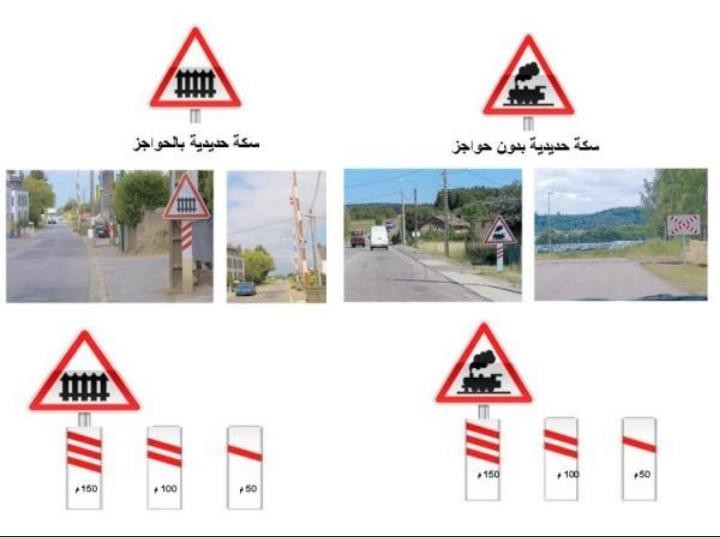 سكة حديدية بالحواجز
سكة حديدية بدون حواجز
150 م
100 م
50 م
150 م
100 م
50 م